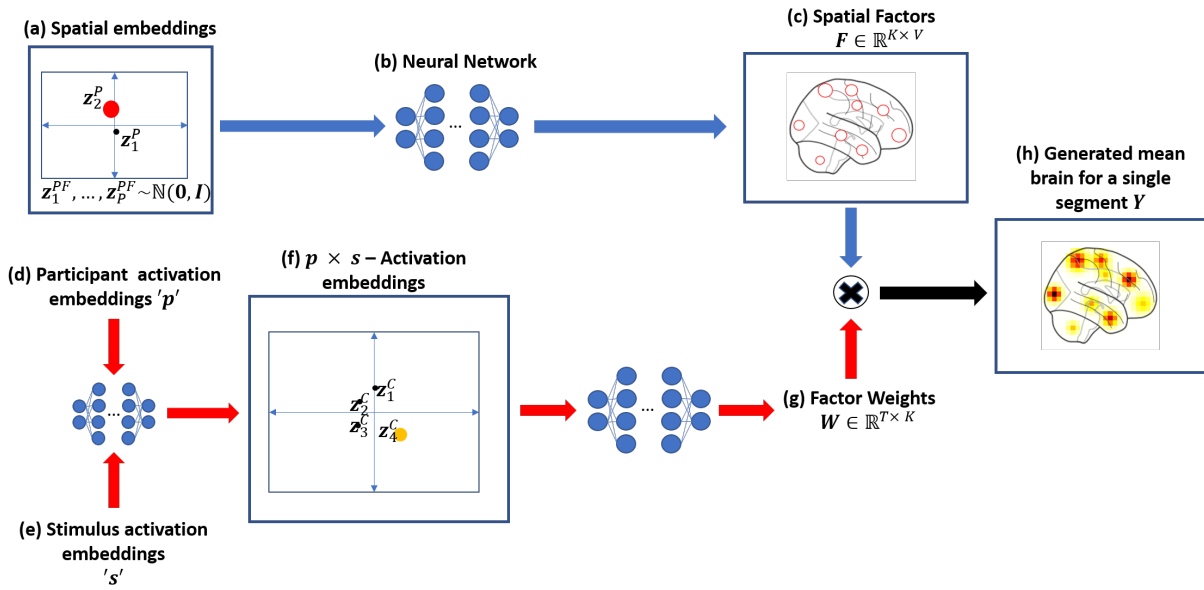 (a) Spatial embeddings
z_2^P
z_1^P
z_1^{PF}, ..., z_P^{PF} ~ ℕ(0, I)
(b) Neural Network
...
(c) Spatial Factors
F ∈ ℝ^{K × V}
(d) Participant activation
embeddings 'p'
...
(e) Stimulus activation
embeddings
's'
(f) p × s – Activation
embeddings
z_1^C
z_2^C
z_3^C
z_4^C
...
(g) Factor Weights
W ∈ ℝ^{T × K}
(h) Generated mean
brain for a single
segment Y